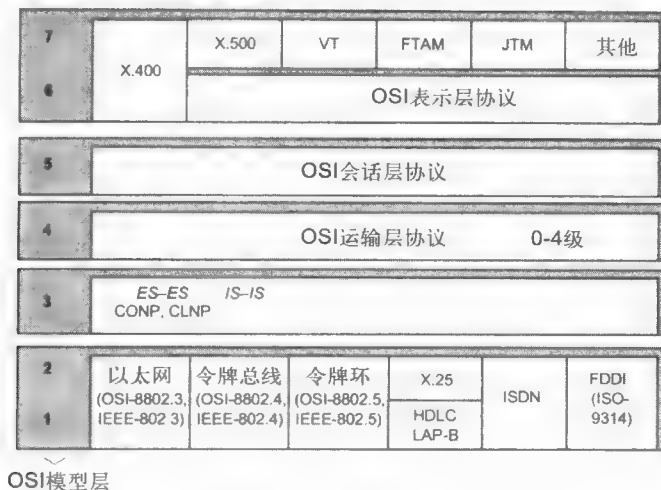 7
X.400
X.500
VT
FTAM
JTM
其他
6
OSI表示层协议
5
OSI会话层协议
4
OSI运输层协议 0-4级
3
ES–ES IS–IS
CONP, CLNP
2
1
以太网
(OSI-8802.3,
IEEE-802 3)
令牌总线
(OSI-8802.4,
IEEE-802.4)
令牌环
(OSI-8802.5,
IEEE-802.5)
X.25
HDLC
LAP-B
ISDN
FDDI
(ISO-
9314)
OSI模型层